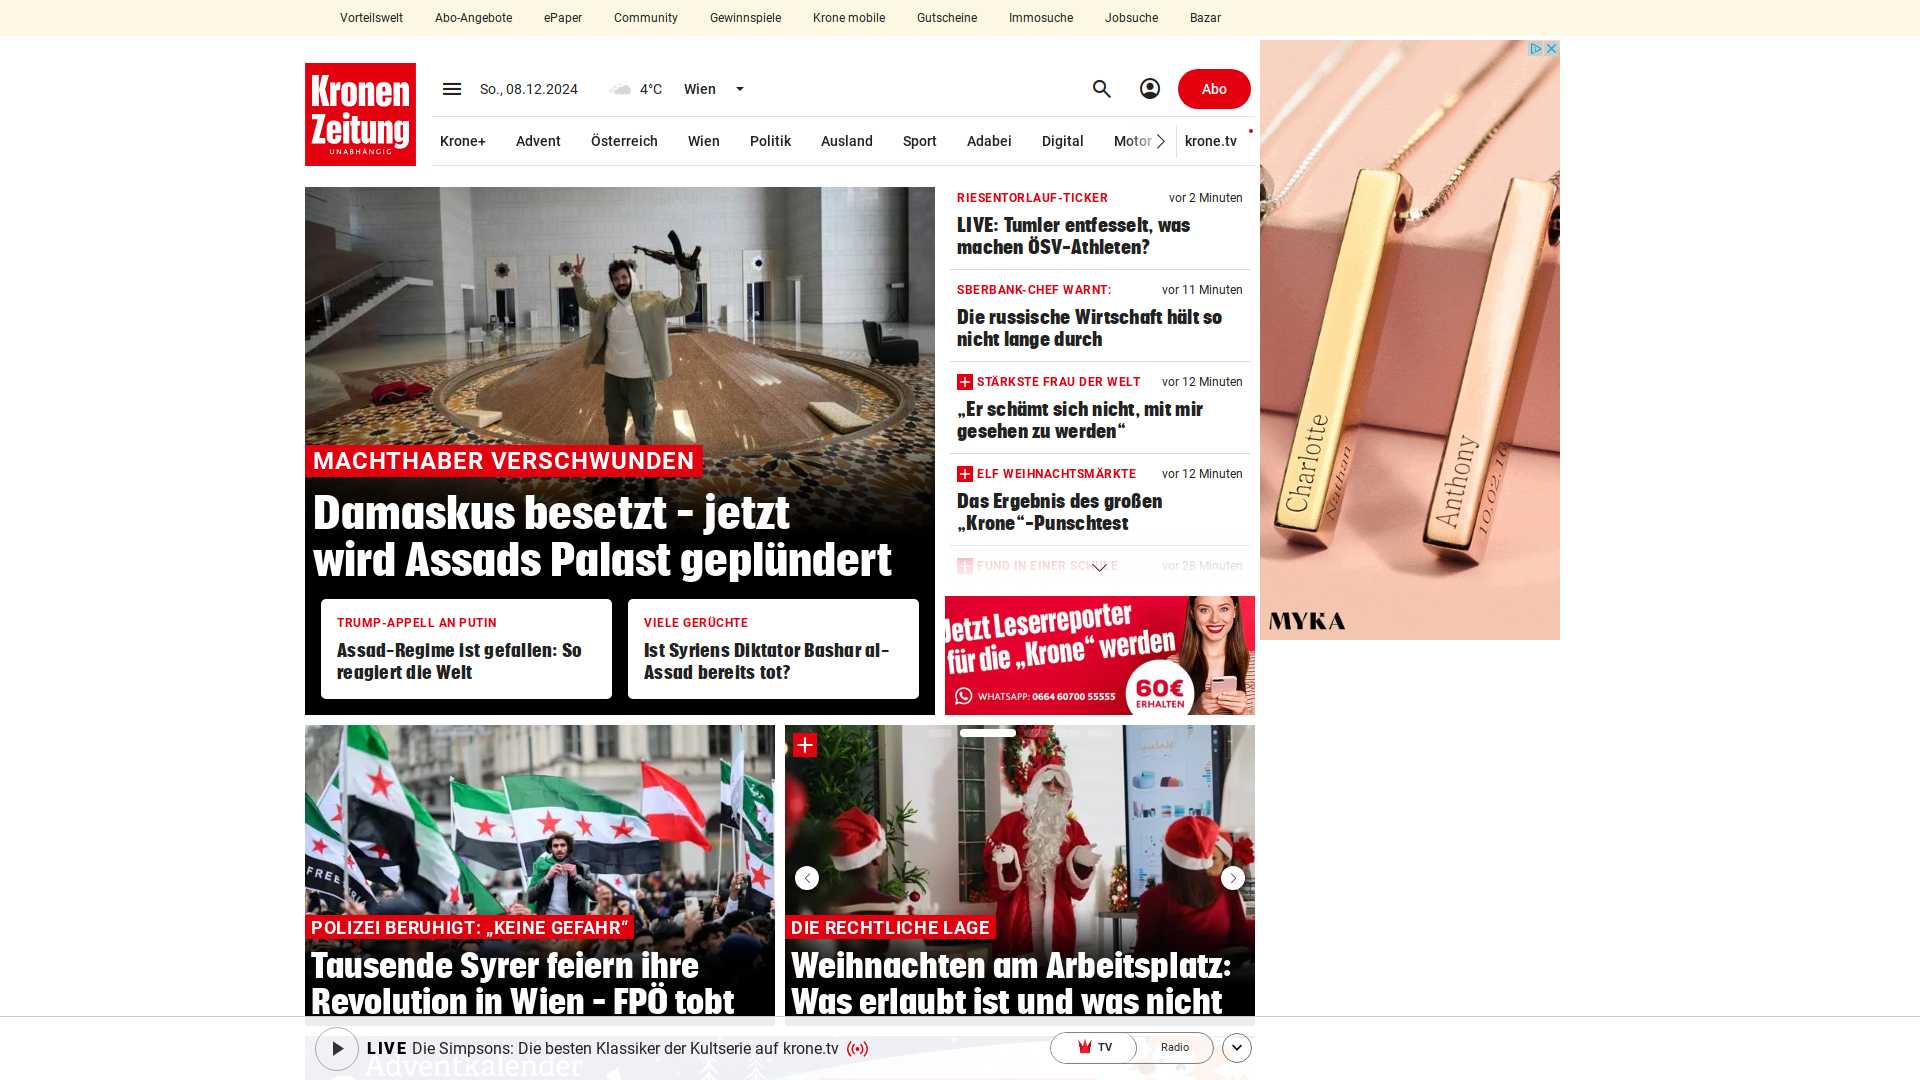 Vorteilswelt Abo-Angebote ePaper Community Gewinnspiele Krone mobile Gutscheine Immosuche Jobsuche Bazar
Kronen
Zeitung
UNABHÄNGIG
So., 08.12.2024 4°C Wien Abo
Krone+ Advent Österreich Wien Politik Ausland Sport Adabei Digital Motor krone.tv
MACHTHABER VERSCHWUNDEN
Damaskus besetzt – jetzt
wird Assads Palast geplündert
TRUMP-APPELL AN PUTIN
Assad-Regime ist gefallen: So
reagiert die Welt
VIELE GERÜCHTE
Ist Syriens Diktator Bashar al-
Assad bereits tot?
RIESENTORLAUF-TICKER vor 2 Minuten
LIVE: Tumler entfesselt, was
machen ÖSV-Athleten?
SBERBANK-CHEF WARNT: vor 11 Minuten
Die russische Wirtschaft hält so
nicht lange durch
STÄRKSTE FRAU DER WELT vor 12 Minuten
„Er schämt sich nicht, mit mir
gesehen zu werden“
ELF WEIHNACHTSMÄRKTE vor 12 Minuten
Das Ergebnis des großen
„Krone“-Punschtest
FUND IN EINER SCHULE vor 28 Minuten
Jetzt Leserreporter
für die „Krone“ werden
WHATSAPP: 0664 60700 55555
60€
ERHALTEN
Charlotte
Nathan
Anthony
10.02.16
MYKA
FREE
POLIZEI BERUHIGT: „KEINE GEFAHR“
Tausende Syrer feiern ihre
Revolution in Wien – FPÖ tobt
DIE RECHTLICHE LAGE
Weihnachten am Arbeitsplatz:
Was erlaubt ist und was nicht
LIVE Die Simpsons: Die besten Klassiker der Kultserie auf krone.tv TV Radio
Adventkalender